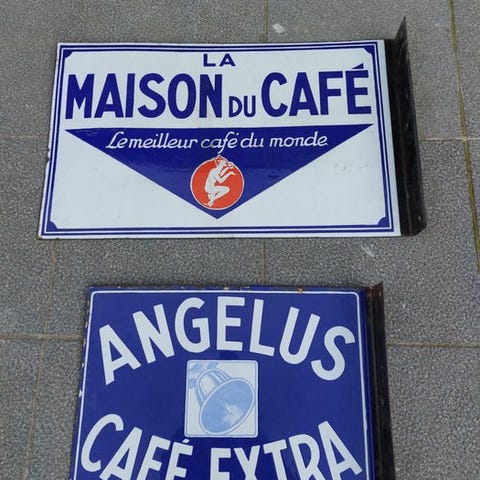 LA
MAISON DU CAFÉ
Le meilleur café du monde
ANGELUS
CAFÉ EXTRA